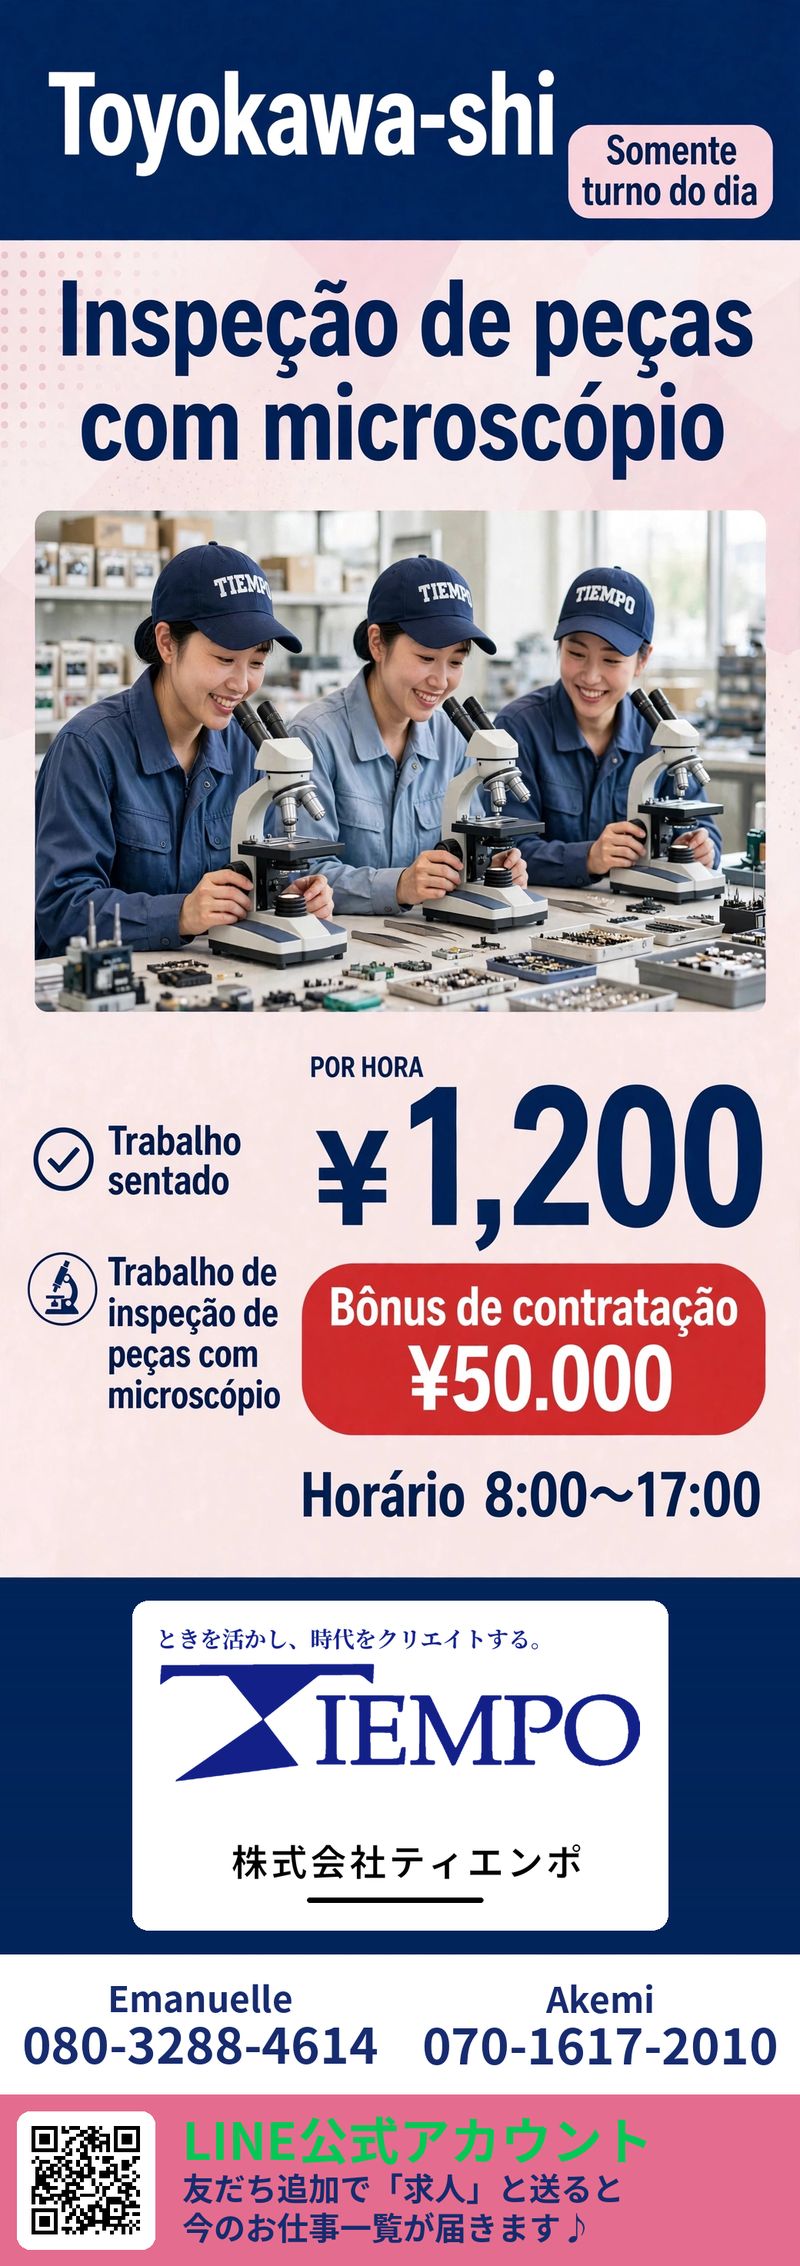 Toyokawa-shi
Somente
turno do dia
Inspeção de peças
com microscópio
TIEMPO
TIEMPO
TIEMPO
POR HORA
¥1,200
Trabalho
sentado
Trabalho de
inspeção de
peças com
microscópio
Bônus de contratação
¥50.000
Horário 8:00～17:00
ときを活かし、時代をクリエイトする。
TIEMPO
株式会社ティエンポ
Emanuelle
080-3288-4614
Akemi
070-1617-2010
LINE公式アカウント
友だち追加で「求人」と送ると
今のお仕事一覧が届きます♪